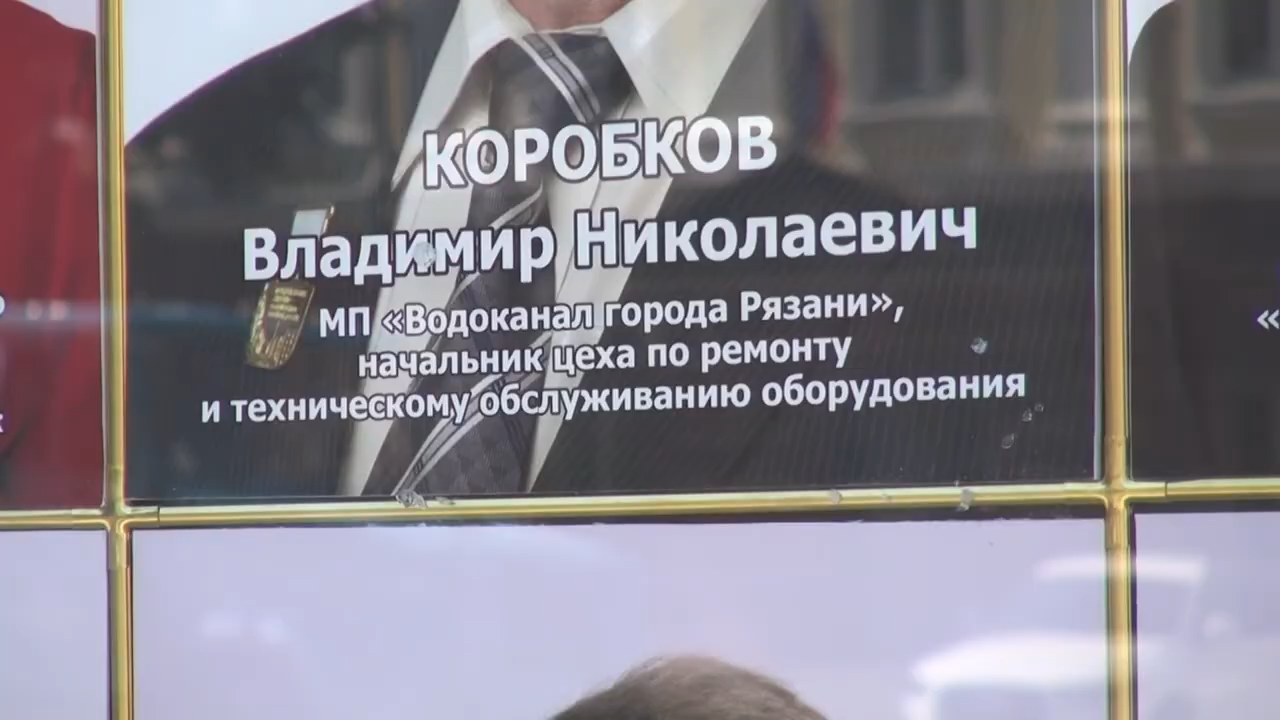 КОРОБКОВ
Владимир Николаевич
МП «Водоканал города Рязани»,
начальник цеха по ремонту
и техническому обслуживанию оборудования
«